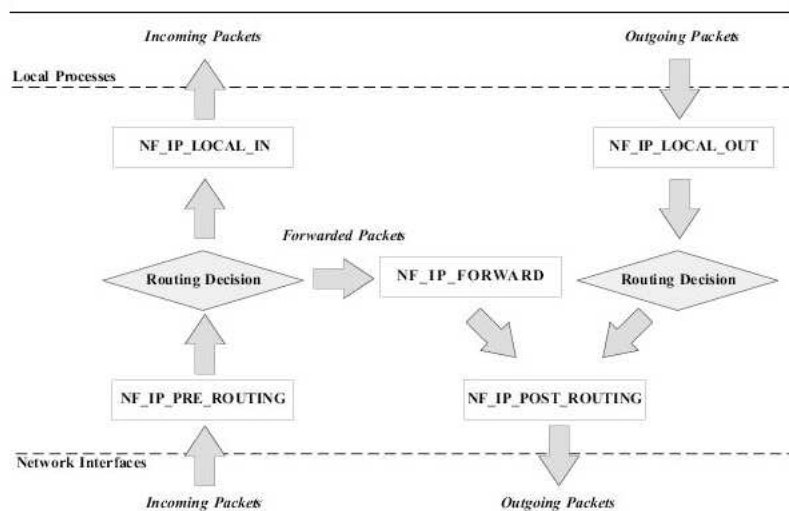 Incoming Packets
Outgoing Packets
Local Processes
NF_IP_LOCAL_IN
NF_IP_LOCAL_OUT
Forwarded Packets
Routing Decision
NF_IP_FORWARD
Routing Decision
NF_IP_PRE_ROUTING
NF_IP_POST_ROUTING
Network Interfaces
Incoming Packets
Outgoing Packets